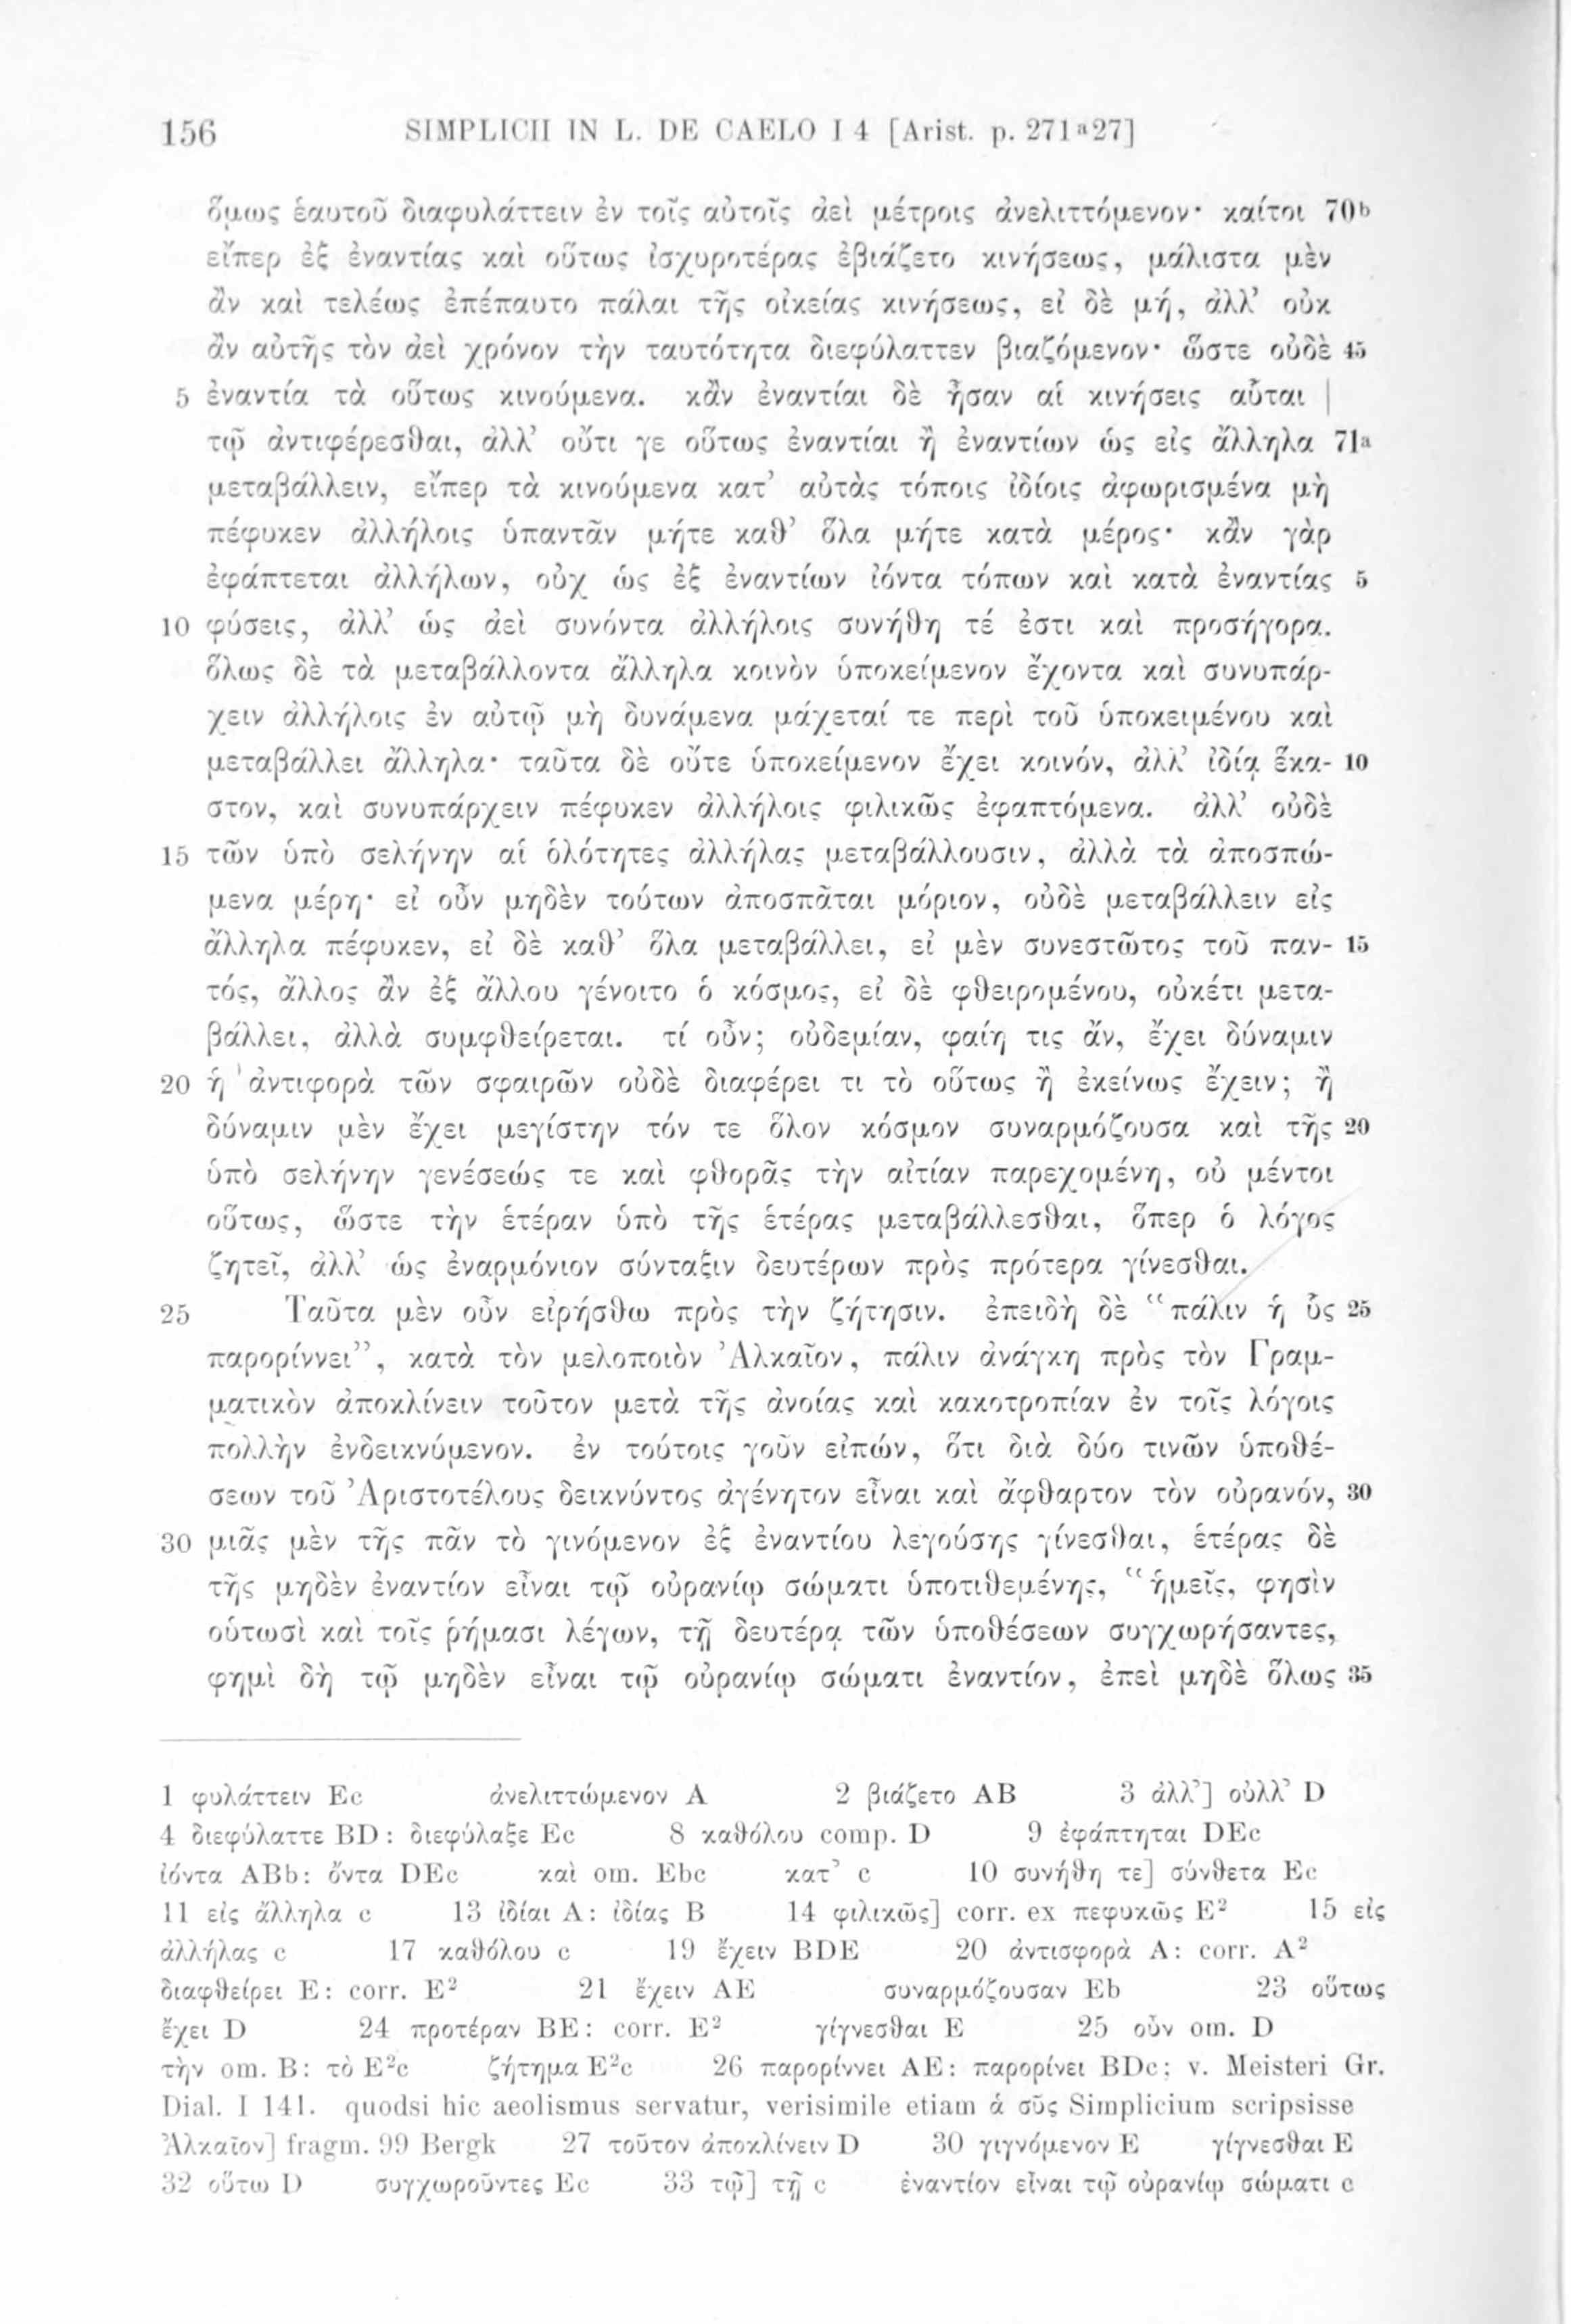 156 SIMPLICII IN L. DE CAELO I 4 [Arist. p. 271ᵃ27]
ὅμως ἑαυτοῦ διαφυλάττειν ἐν τοῖς αὐτοῖς ἀεὶ μέτροις ἀνελιττόμενον· καίτοι 70ᵇ
εἴπερ ἐξ ἐναντίας καὶ οὕτως ἰσχυροτέρας ἐβιάζετο κινήσεως, μάλιστα μὲν
ἂν καὶ τελέως ἐπέπαυτο πάλαι τῆς οἰκείας κινήσεως, εἰ δὲ μή, ἀλλ’ οὐκ
ἂν αὐτῆς τὸν ἀεὶ χρόνον τὴν ταυτότητα διεφύλαττεν βιαζόμενον· ὥστε οὐδὲ 45
5 ἐναντία τὰ οὕτως κινούμενα. κἂν ἐναντίαι δὲ ἦσαν αἱ κινήσεις αὗται |
τῷ ἀντιφέρεσθαι, ἀλλ’ οὔτι γε οὕτως ἐναντίαι ἢ ἐναντίων ὡς εἰς ἄλληλα 71ᵃ
μεταβάλλειν, εἴπερ τὰ κινούμενα κατ’ αὐτὰς τόποις ἰδίοις ἀφωρισμένα μὴ
πέφυκεν ἀλλήλοις ὑπαντᾶν μήτε καθ’ ὅλα μήτε κατὰ μέρος· κἂν γὰρ
ἐφάπτεται ἀλλήλων, οὐχ ὡς ἐξ ἐναντίων ἰόντα τόπων καὶ κατὰ ἐναντίας 5
10 φύσεις, ἀλλ’ ὡς ἀεὶ συνόντα ἀλλήλοις συνήθη τέ ἐστι καὶ προσήγορα.
ὅλως δὲ τὰ μεταβάλλοντα ἄλληλα κοινὸν ὑποκείμενον ἔχοντα καὶ συνυπάρ-
χειν ἀλλήλοις ἐν αὐτῷ μὴ δυνάμενα μάχεταί τε περὶ τοῦ ὑποκειμένου καὶ
μεταβάλλει ἄλληλα· ταῦτα δὲ οὔτε ὑποκείμενον ἔχει κοινόν, ἀλλ’ ἰδίᾳ ἕκα- 10
στον, καὶ συνυπάρχειν πέφυκεν ἀλλήλοις φιλικῶς ἐφαπτόμενα. ἀλλ’ οὐδὲ
15 τῶν ὑπὸ σελήνην αἱ ὁλότητες ἀλλήλας μεταβάλλουσιν, ἀλλὰ τὰ ἀποσπώ-
μενα μέρη· εἰ οὖν μηδὲν τούτων ἀποσπᾶται μόριον, οὐδὲ μεταβάλλειν εἰς
ἄλληλα πέφυκεν, εἰ δὲ καθ’ ὅλα μεταβάλλει, εἰ μὲν συνεστῶτος τοῦ παν- 15
τός, ἄλλος ἂν ἐξ ἄλλου γένοιτο ὁ κόσμος, εἰ δὲ φθειρομένου, οὐκέτι μετα-
βάλλει, ἀλλὰ συμφθείρεται. τί οὖν; οὐδεμίαν, φαίη τις ἄν, ἔχει δύναμιν
20 ἡ ἀντιφορὰ τῶν σφαιρῶν οὐδὲ διαφέρει τι τὸ οὕτως ἢ ἐκείνως ἔχειν; ἢ
δύναμιν μὲν ἔχει μεγίστην τόν τε ὅλον κόσμον συναρμόζουσα καὶ τῆς 20
ὑπὸ σελήνην γενέσεώς τε καὶ φθορᾶς τὴν αἰτίαν παρεχομένη, οὐ μέντοι
οὕτως, ὥστε τὴν ἑτέραν ὑπὸ τῆς ἑτέρας μεταβάλλεσθαι, ὅπερ ὁ λόγος
ζητεῖ, ἀλλ’ ὡς ἐναρμόνιον σύνταξιν δευτέρων πρὸς πρότερα γίνεσθαι.
25 Ταῦτα μὲν οὖν εἰρήσθω πρὸς τὴν ζήτησιν. ἐπειδὴ δὲ “πάλιν ἡ ὗς 25
παρορίννει”, κατὰ τὸν μελοποιὸν Ἀλκαῖον, πάλιν ἀνάγκη πρὸς τὸν Γραμ-
ματικὸν ἀποκλίνειν τοῦτον μετὰ τῆς ἀνοίας καὶ κακοτροπίαν ἐν τοῖς λόγοις
πολλὴν ἐνδεικνύμενον. ἐν τούτοις γοῦν εἰπών, ὅτι διὰ δύο τινῶν ὑποθέ-
σεων τοῦ Ἀριστοτέλους δεικνύντος ἀγένητον εἶναι καὶ ἄφθαρτον τὸν οὐρανόν, 30
30 μιᾶς μὲν τῆς πᾶν τὸ γινόμενον ἐξ ἐναντίου λεγούσης γίνεσθαι, ἑτέρας δὲ
τῆς μηδὲν ἐναντίον εἶναι τῷ οὐρανίῳ σώματι ὑποτιθεμένης, “ἡμεῖς, φησὶν
οὑτωσὶ καὶ τοῖς ῥήμασι λέγων, τῇ δευτέρᾳ τῶν ὑποθέσεων συγχωρήσαντες,
φημὶ δὴ τῷ μηδὲν εἶναι τῷ οὐρανίῳ σώματι ἐναντίον, ἐπεὶ μηδὲ ὅλως 35
1 φυλάττειν Ec ἀνελιττώμενον A 2 βιάζετο AB 3 ἀλλ’] οὐλλ’ D
4 διεφύλαττε BD: διεφύλαξε Ec 8 καθόλου comp. D 9 ἐφάπτηται DEc
ἰόντα ABb: ὄντα DEc καὶ om. Ebc κατ’ c 10 συνήθη τε] σύνθετα Ec
11 εἰς ἄλληλα c 13 ἰδίαι A: ἰδίας B 14 φιλικῶς] corr. ex πεφυκῶς E² 15 εἰς
ἀλλήλας c 17 καθόλου c 19 ἔχειν BDE 20 ἀντισφορὰ A: corr. A²
διαφθείρει E: corr. E² 21 ἔχειν AE συναρμόζουσαν Eb 23 οὕτως
ἔχει D 24 προτέραν BE: corr. E² γίγνεσθαι E 25 οὖν om. D
τὴν om. B: τὸ E²c ζήτημα E²c 26 παρορίννει AE: παρορίνει BDc; v. Meisteri Gr.
Dial. I 141. quodsi hic aeolismus servatur, verisimile etiam ἁ σῦς Simplicium scripsisse
Ἀλκαῖον] fragm. 99 Bergk 27 τοῦτον ἀποκλίνειν D 30 γιγνόμενον E γίγνεσθαι E
32 οὕτω D συγχωροῦντες Ec 33 τῷ] τῇ c ἐναντίον εἶναι τῷ οὐρανίῳ σώματι c